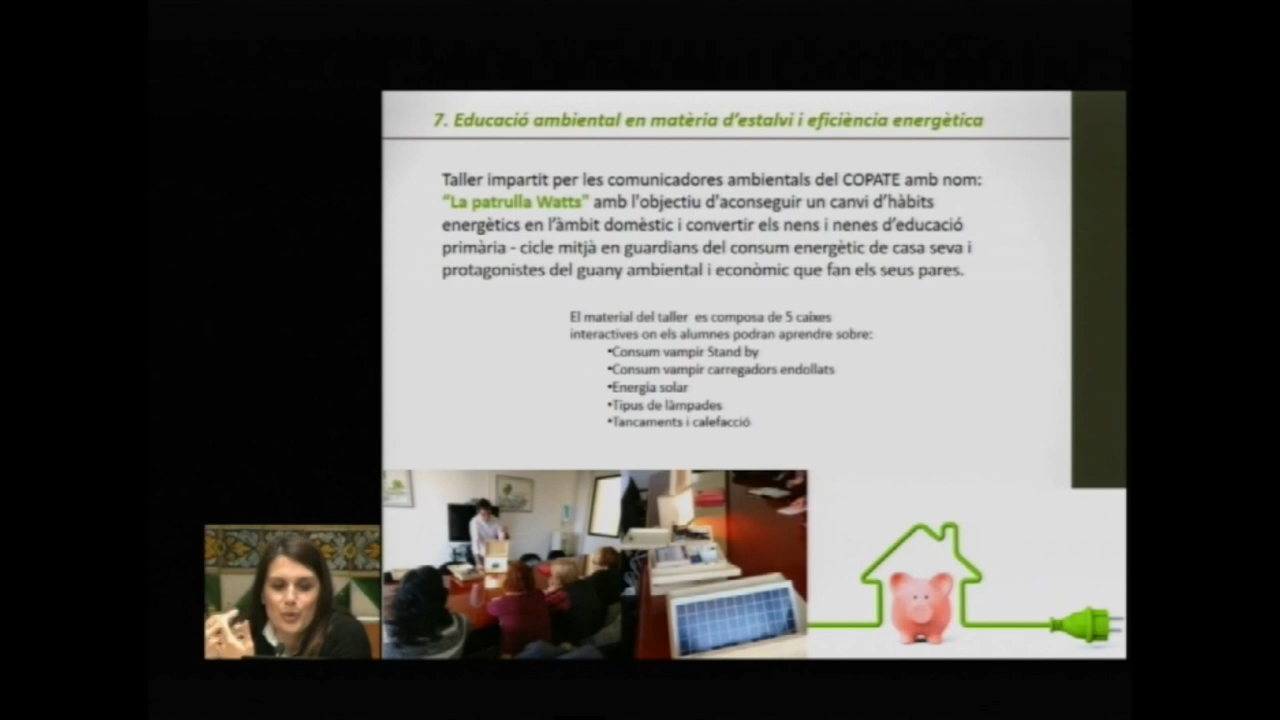 7. Educació ambiental en matèria d'estalvi i eficiència energètica
Taller impartit per les comunicadores ambientals del COPATE amb nom:
"La patrulla Watts" amb l'objectiu d'aconseguir un canvi d'hàbits
energètics en l'àmbit domèstic i convertir els nens i nenes d'educació
primària - cicle mitjà en guardians del consum energètic de casa seva i
protagonistes del guany ambiental i econòmic que fan els seus pares.
El material del taller es composa de 5 caixes
interactives on els alumnes podran aprendre sobre:
•Consum vampir Stand by
•Consum vampir carregadors endollats
•Energia solar
•Tipus de làmpades
•Tancaments i calefacció